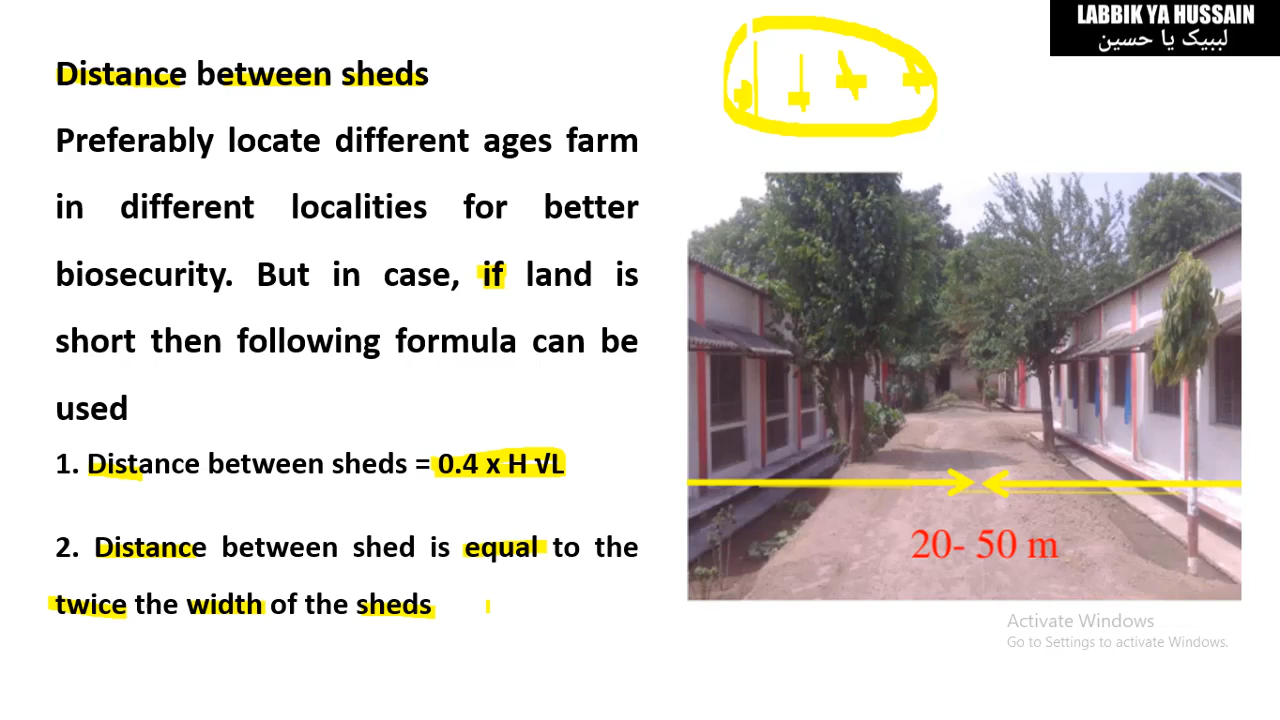 LABBIK YA HUSSAIN
لبیک یا حسین
Distance between sheds
Preferably locate different ages farm
in different localities for better
biosecurity. But in case, if land is
short then following formula can be
used
1. Distance between sheds = 0.4 x H √L
2. Distance between shed is equal to the
twice the width of the sheds
20- 50 m
Activate Windows
Go to Settings to activate Windows.